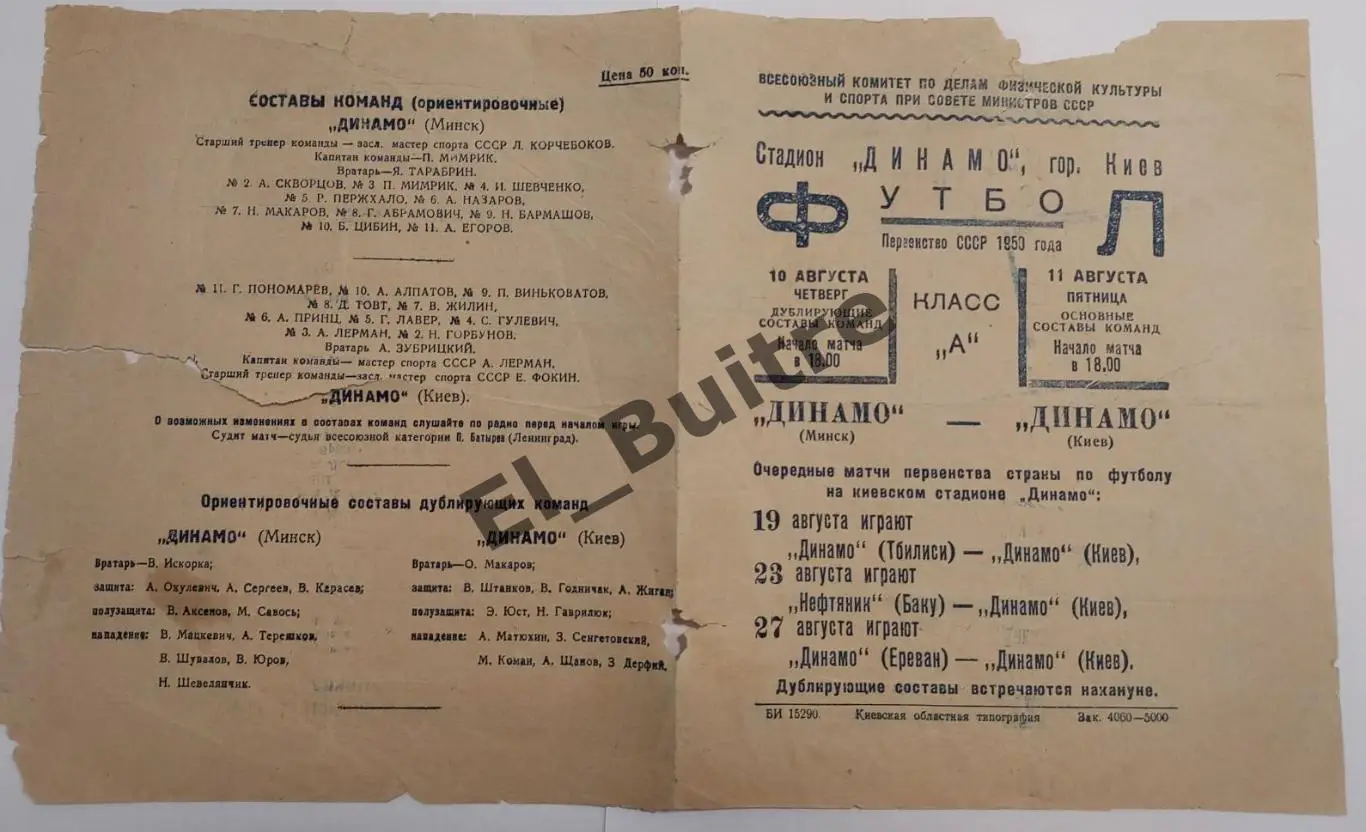 Цена 50 коп.
СОСТАВЫ КОМАНД (ориентировочные)
„ДИНАМО“ (Минск)
Старший тренер команды — засл. мастер спорта СССР Л. КОРЧЕБОКОВ.
Капитан команды—П. МИМРИК.
Вратарь—Я. ТАРАБРИН.
№ 2. А. СКВОРЦОВ, № 3 П. МИМРИК, № 4. И. ШЕВЧЕНКО,
№ 5. Р. ПЕРЖХАЛО, № 6. А. НАЗАРОВ,
№ 7. Н. МАКАРОВ, № 8. Г. АБРАМОВИЧ, № 9. Н. БАРМАШОВ,
№ 10. Б. ЦИБИН, № 11. А. ЕГОРОВ.
№ 11. Г. ПОНОМАРЕВ, № 10. А. АЛПАТОВ, № 9. П. ВИНЬКОВАТОВ,
№ 8. Д. ТОВТ, № 7. В. ЖИЛИН,
№ 6. А. ПРИНЦ, № 5. Г. ЛАВЕР, № 4. С. ГУЛЕВИЧ,
№ 3. А. ЛЕРМАН, № 2. Н. ГОРБУНОВ.
Вратарь А. ЗУБРИЦКИЙ.
Капитан команды— мастер спорта СССР А. ЛЕРМАН,
Старший тренер команды—засл. мастер спорта СССР Е. ФОКИН.
„ДИНАМО“ (Киев).
О возможных изменениях в составах команд слушайте по радио перед началом игры.
Судит матч—судья всесоюзной категории П. Батырев (Ленинград).
Ориентировочные составы дублирующих команд
„ДИНАМО“ (Минск)
Вратарь—В. Искорка;
защита: А. Охулевич, А. Сергеев, В. Карасев;
полузащита: В. Аксенов, М. Савось;
нападение: В. Мацкевич, А. Терешков,
В. Шувалов, В. Юров,
Н. Шевелянчик.
„ДИНАМО“ (Киев)
Вратарь—О. Макаров;
защита: В. Штанков, В. Годничак, А. Жиган;
полузащита: Э. Юст, Н. Гаврилюк;
нападение: А. Матюхин, З. Сенгетовский,
М. Коман, А. Щанов, З Дерфий.
ВСЕСОЮЗНЫЙ КОМИТЕТ ПО ДЕЛАМ ФИЗИЧЕСКОЙ КУЛЬТУРЫ
И СПОРТА ПРИ СОВЕТЕ МИНИСТРОВ СССР
Стадион „ДИНАМО“, гор. Киев
ФУТБОЛ
Первенство СССР 1950 года
10 АВГУСТА
ЧЕТВЕРГ
ДУБЛИРУЮЩИЕ
СОСТАВЫ КОМАНД
Начало матча
в 18.00
КЛАСС
„А“
11 АВГУСТА
ПЯТНИЦА
ОСНОВНЫЕ
СОСТАВЫ КОМАНД
Начало матча
в 18.00
„ДИНАМО“ — „ДИНАМО“
(Минск) (Киев)
Очередные матчи первенства страны по футболу
на киевском стадионе „Динамо“:
19 августа играют
„Динамо“ (Тбилиси) — „Динамо“ (Киев),
23 августа играют
„Нефтяник“ (Баку) — „Динамо“ (Киев),
27 августа играют
„Динамо“ (Ереван) — „Динамо“ (Киев).
Дублирующие составы встречаются накануне.
БИ 15290. Киевская областная типография Зак. 4060—5000
El_Buitre